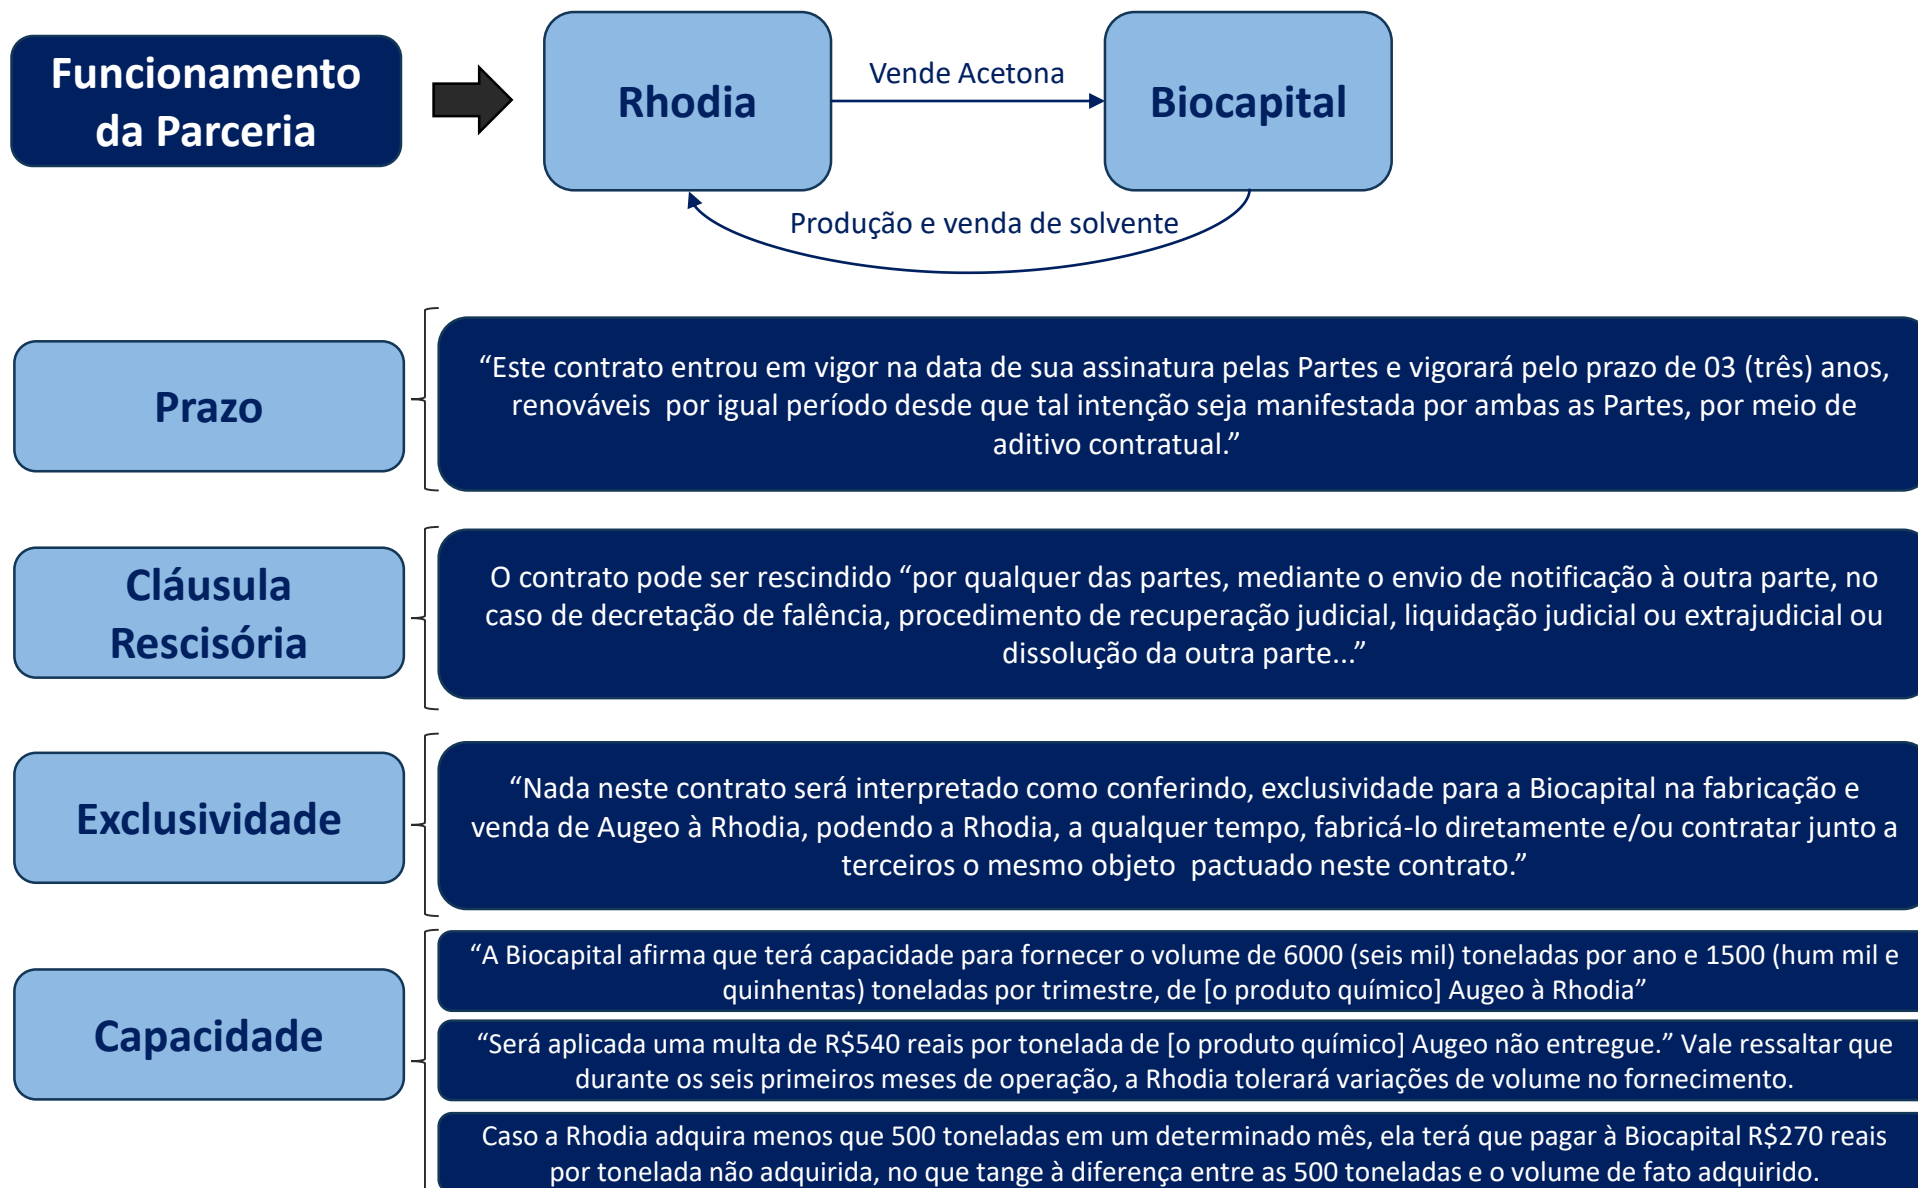 Funcionamento
da Parceria
Rhodia
Vende Acetona
Biocapital
Produção e venda de solvente
Prazo
“Este contrato entrou em vigor na data de sua assinatura pelas Partes e vigorará pelo prazo de 03 (três) anos,
renováveis por igual período desde que tal intenção seja manifestada por ambas as Partes, por meio de
aditivo contratual.”
Cláusula
Rescisória
O contrato pode ser rescindido “por qualquer das partes, mediante o envio de notificação à outra parte, no
caso de decretação de falência, procedimento de recuperação judicial, liquidação judicial ou extrajudicial ou
dissolução da outra parte...”
Exclusividade
“Nada neste contrato será interpretado como conferindo, exclusividade para a Biocapital na fabricação e
venda de Augeo à Rhodia, podendo a Rhodia, a qualquer tempo, fabricá-lo diretamente e/ou contratar junto a
terceiros o mesmo objeto pactuado neste contrato.”
Capacidade
“A Biocapital afirma que terá capacidade para fornecer o volume de 6000 (seis mil) toneladas por ano e 1500 (hum mil e
quinhentas) toneladas por trimestre, de [o produto químico] Augeo à Rhodia”
“Será aplicada uma multa de R$540 reais por tonelada de [o produto químico] Augeo não entregue.” Vale ressaltar que
durante os seis primeiros meses de operação, a Rhodia tolerará variações de volume no fornecimento.
Caso a Rhodia adquira menos que 500 toneladas em um determinado mês, ela terá que pagar à Biocapital R$270 reais
por tonelada não adquirida, no que tange à diferença entre as 500 toneladas e o volume de fato adquirido.